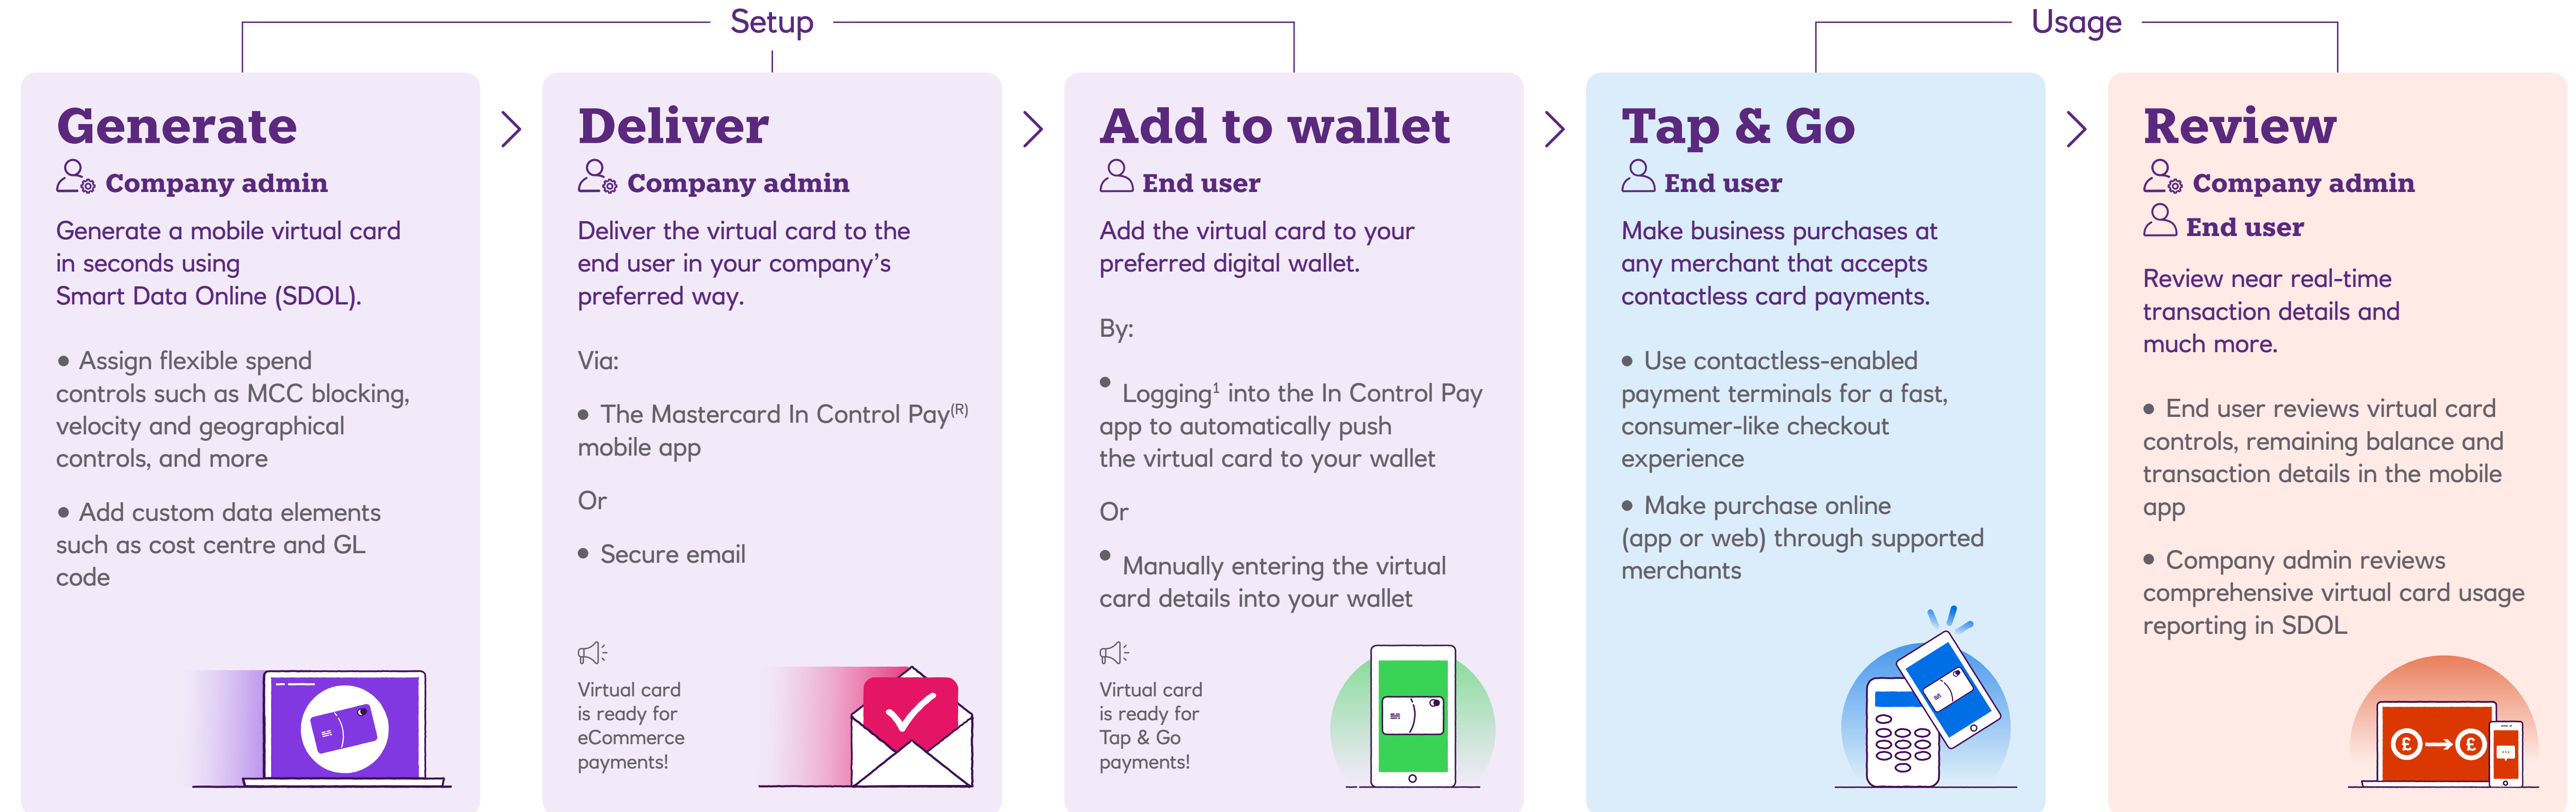 Setup
Usage
Generate
Company admin
Generate a mobile virtual card
in seconds using
Smart Data Online (SDOL).
• Assign flexible spend
controls such as MCC blocking,
velocity and geographical
controls, and more
• Add custom data elements
such as cost centre and GL
code
Deliver
Company admin
Deliver the virtual card to the
end user in your company’s
preferred way.
Via:
• The Mastercard In Control Pay(R)
mobile app
Or
• Secure email
Virtual card
is ready for
eCommerce
payments!
Add to wallet
End user
Add the virtual card to your
preferred digital wallet.
By:
• Logging1 into the In Control Pay
app to automatically push
the virtual card to your wallet
Or
• Manually entering the virtual
card details into your wallet
Virtual card
is ready for
Tap & Go
payments!
Tap & Go
End user
Make business purchases at
any merchant that accepts
contactless card payments.
• Use contactless-enabled
payment terminals for a fast,
consumer-like checkout
experience
• Make purchase online
(app or web) through supported
merchants
Review
Company admin
End user
Review near real-time
transaction details and
much more.
• End user reviews virtual card
controls, remaining balance and
transaction details in the mobile
app
• Company admin reviews
comprehensive virtual card usage
reporting in SDOL
£ £